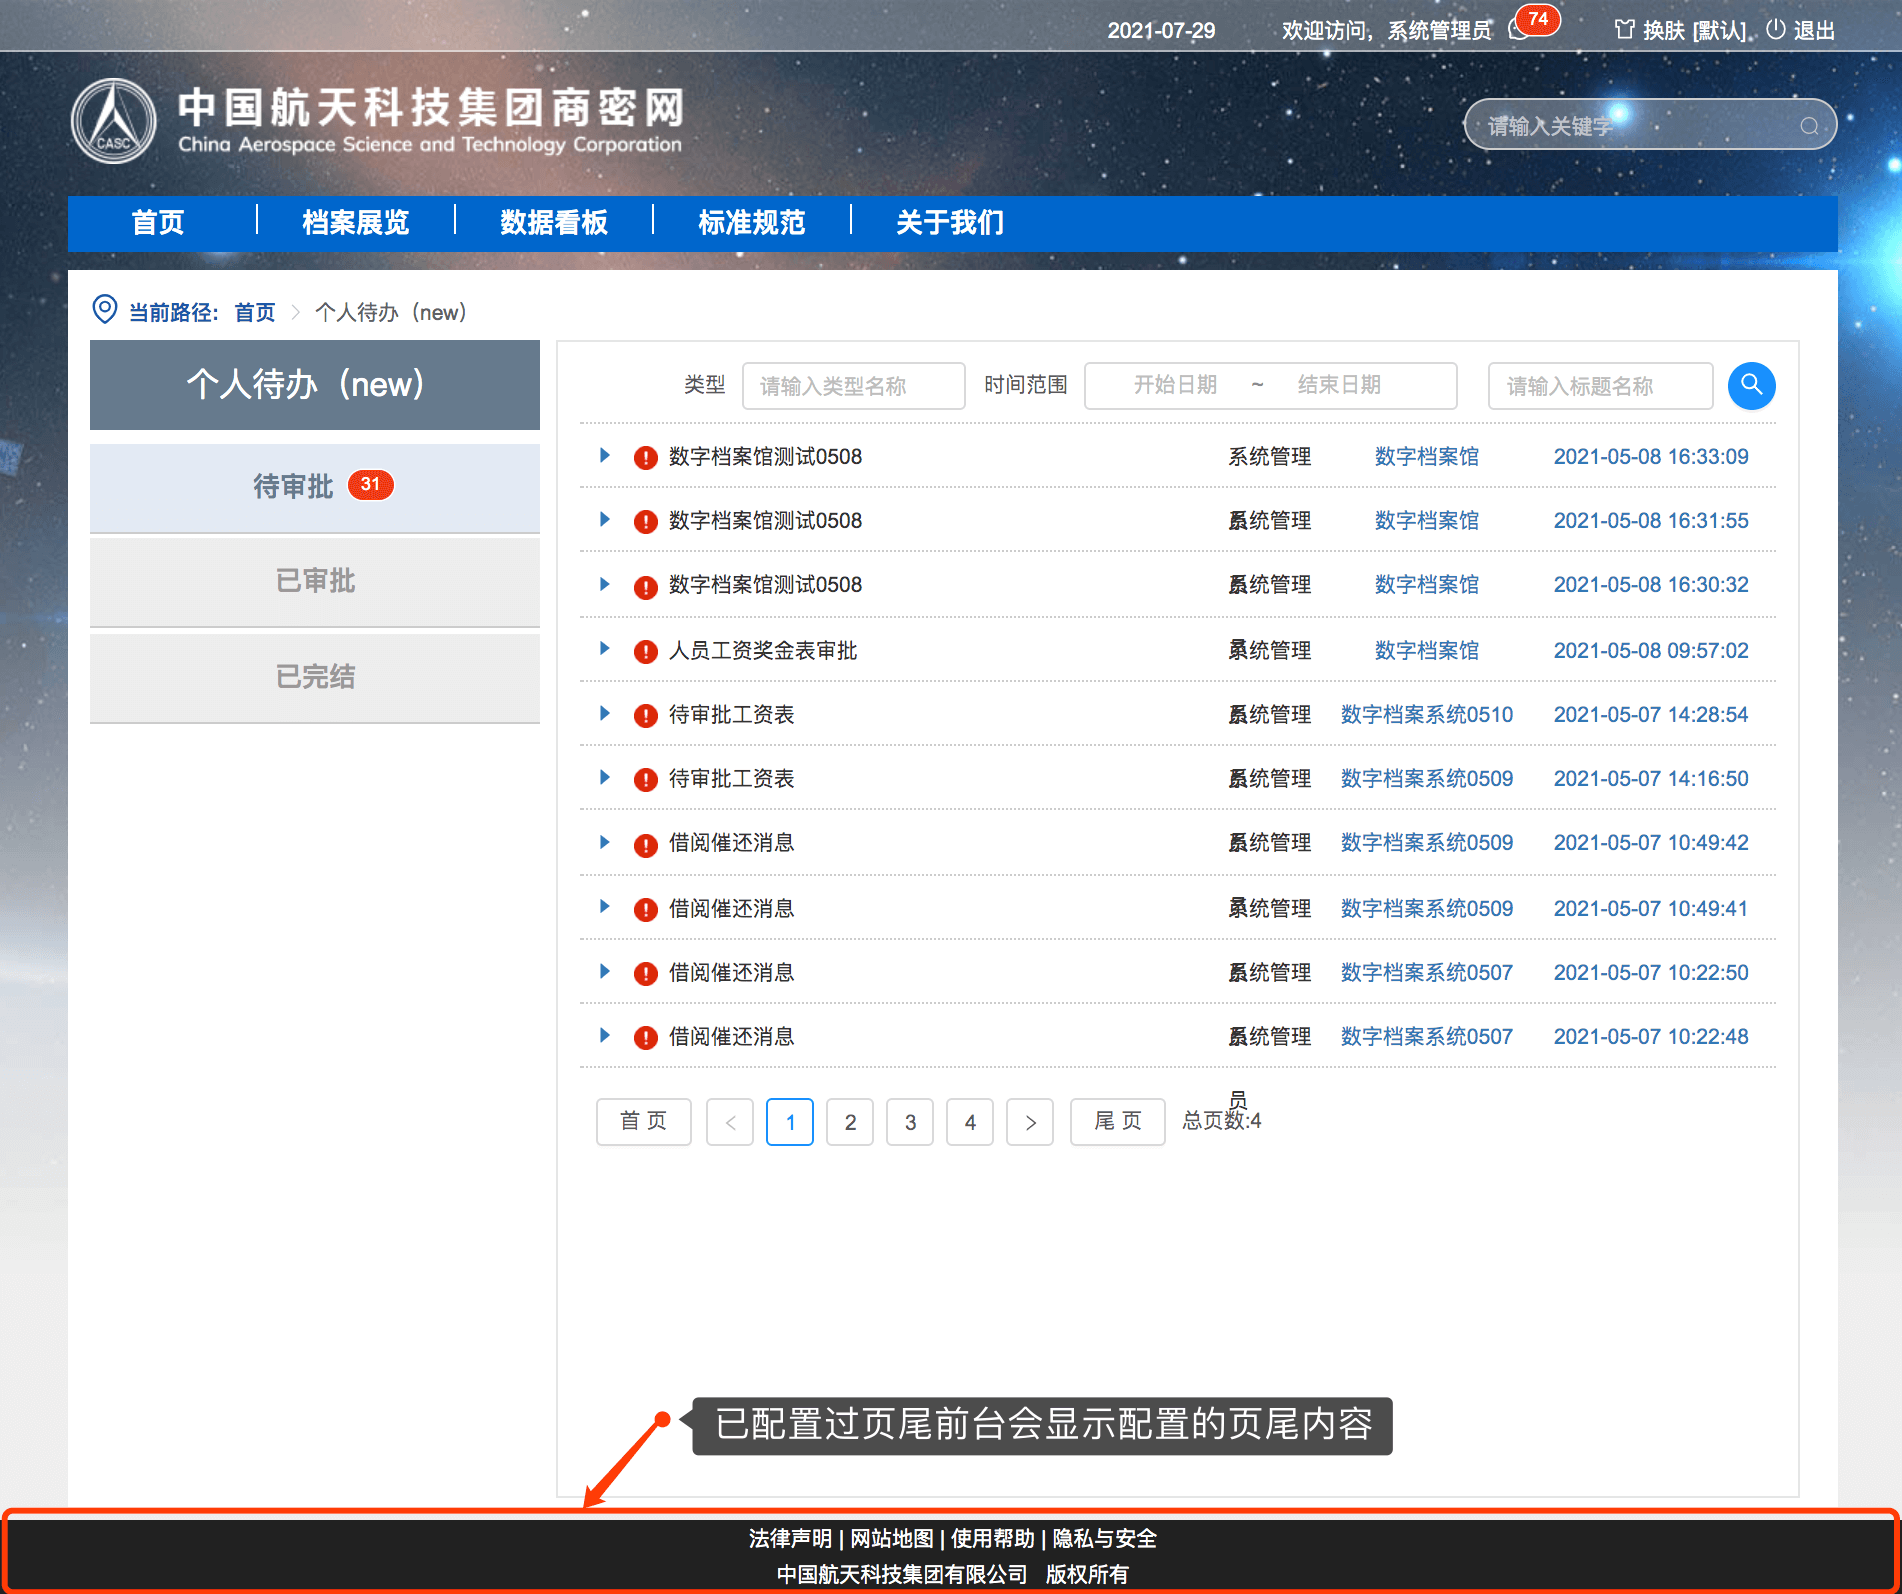 2021-07-29 欢迎访问，系统管理员 74 换肤 [默认] 退出
CASC
中国航天科技集团商密网
China Aerospace Science and Technology Corporation
请输入关键字
首页 档案展览 数据看板 标准规范 关于我们
当前路径： 首页 > 个人待办（new）
个人待办（new）
待审批 31
已审批
已完结
类型 请输入类型名称 时间范围 开始日期 ~ 结束日期 请输入标题名称
数字档案馆测试0508 系统管理员 数字档案馆 2021-05-08 16:33:09
数字档案馆测试0508 系统管理员 数字档案馆 2021-05-08 16:31:55
数字档案馆测试0508 系统管理员 数字档案馆 2021-05-08 16:30:32
人员工资奖金表审批 系统管理员 数字档案馆 2021-05-08 09:57:02
待审批工资表 系统管理员 数字档案系统0510 2021-05-07 14:28:54
待审批工资表 系统管理员 数字档案系统0509 2021-05-07 14:16:50
借阅催还消息 系统管理员 数字档案系统0509 2021-05-07 10:49:42
借阅催还消息 系统管理员 数字档案系统0509 2021-05-07 10:49:41
借阅催还消息 系统管理员 数字档案系统0507 2021-05-07 10:22:50
借阅催还消息 系统管理员 数字档案系统0507 2021-05-07 10:22:48
首 页 < 1 2 3 4 > 尾 页 总页数:4
已配置过页尾前台会显示配置的页尾内容
法律声明 | 网站地图 | 使用帮助 | 隐私与安全
中国航天科技集团有限公司 版权所有